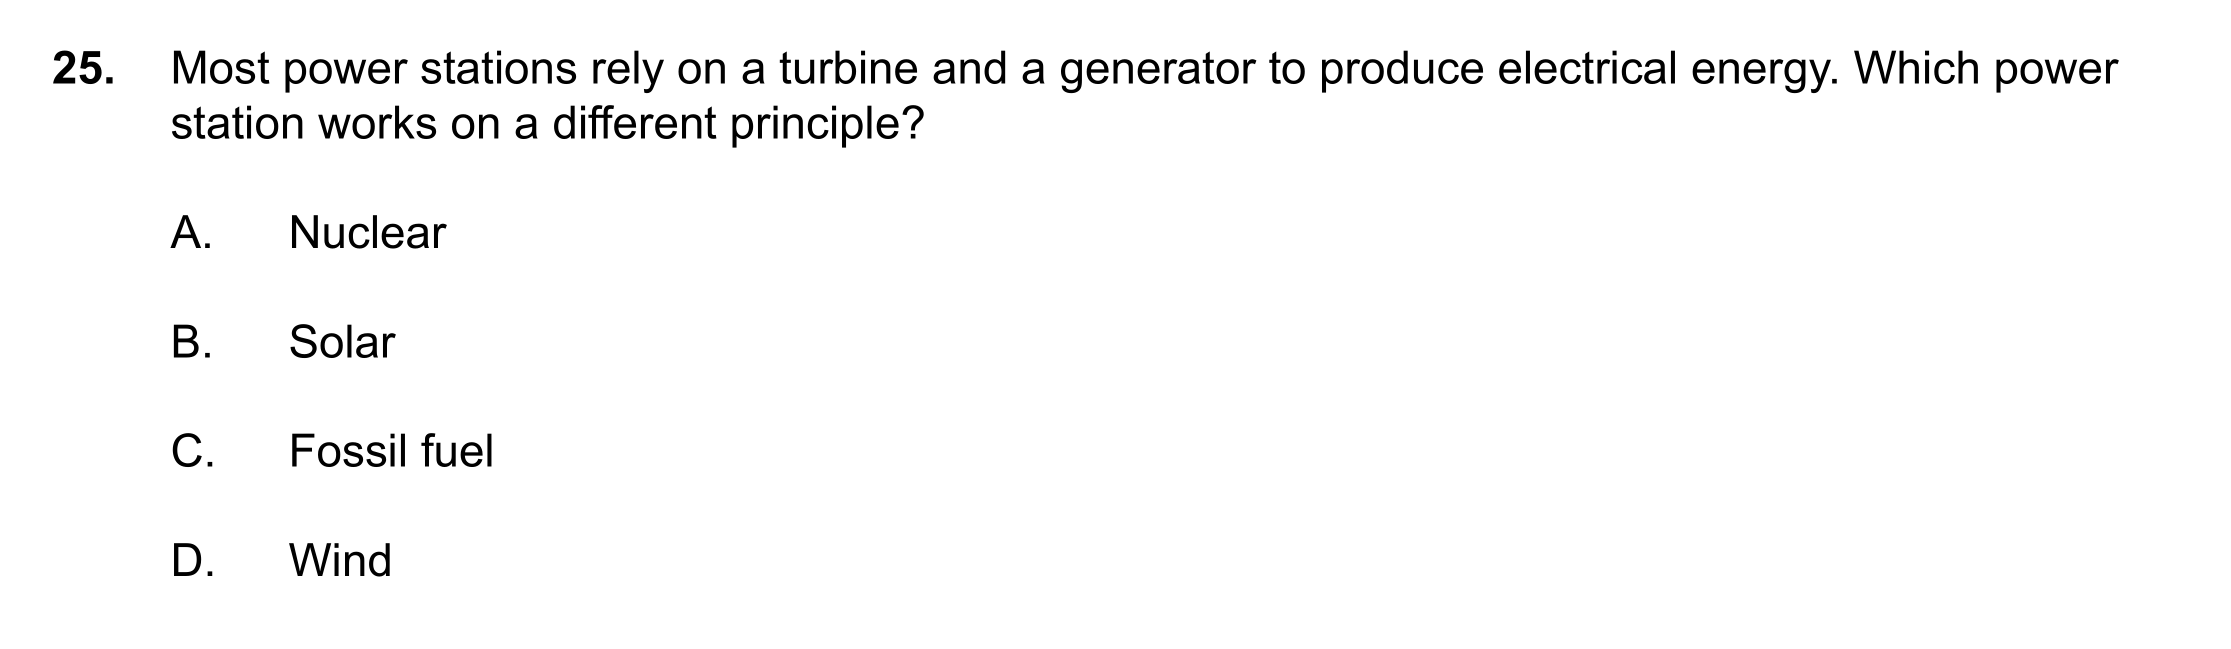 25. Most power stations rely on a turbine and a generator to produce electrical energy. Which power
station works on a different principle?
A. Nuclear
B. Solar
C. Fossil fuel
D. Wind